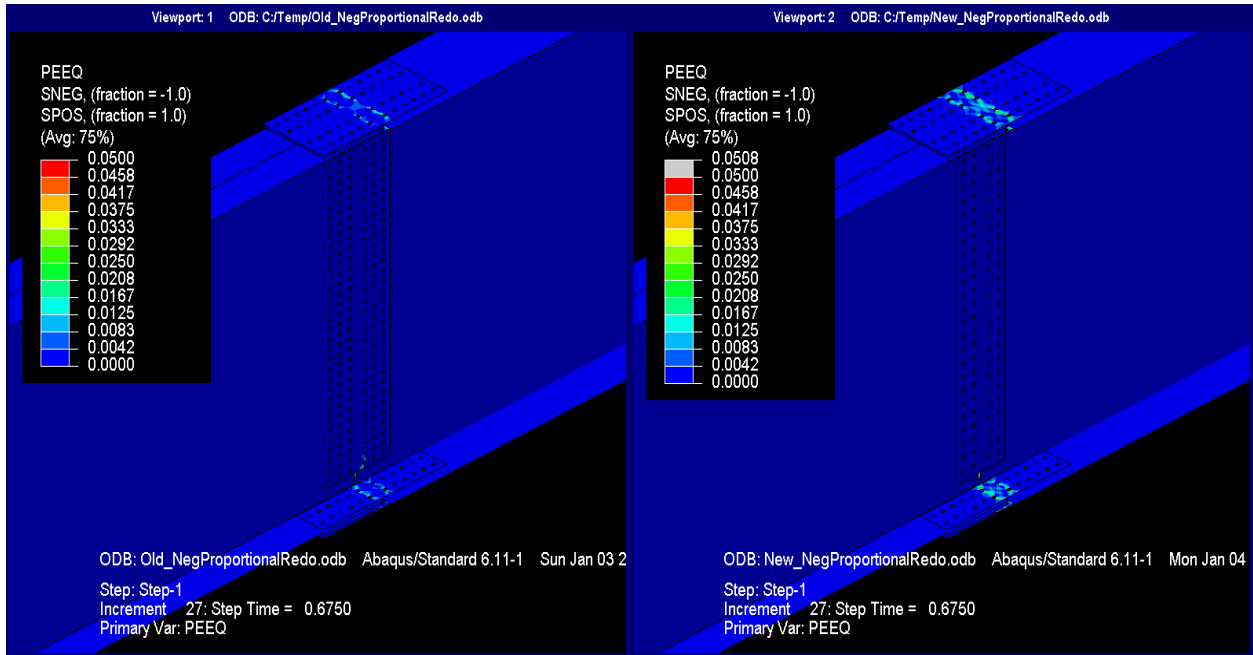 Viewport: 1 ODB: C:/Temp/Old_NegProportionalRedo.odb
PEEQ
SNEG, (fraction = -1.0)
SPOS, (fraction = 1.0)
(Avg: 75%)
0.0500
0.0458
0.0417
0.0375
0.0333
0.0292
0.0250
0.0208
0.0167
0.0125
0.0083
0.0042
0.0000
ODB: Old_NegProportionalRedo.odb Abaqus/Standard 6.11-1 Sun Jan 03 2
Step: Step-1
Increment 27: Step Time = 0.6750
Primary Var: PEEQ
Viewport: 2 ODB: C:/Temp/New_NegProportionalRedo.odb
PEEQ
SNEG, (fraction = -1.0)
SPOS, (fraction = 1.0)
(Avg: 75%)
0.0508
0.0500
0.0458
0.0417
0.0375
0.0333
0.0292
0.0250
0.0208
0.0167
0.0125
0.0083
0.0042
0.0000
ODB: New_NegProportionalRedo.odb Abaqus/Standard 6.11-1 Mon Jan 04
Step: Step-1
Increment 27: Step Time = 0.6750
Primary Var: PEEQ